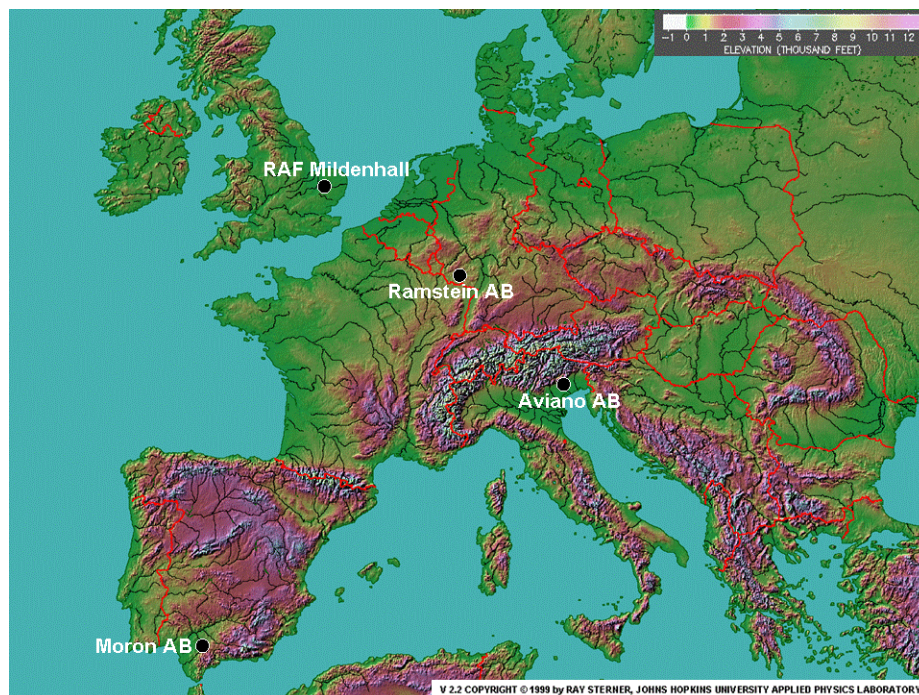 -1 0 1 2 3 4 5 6 7 8 9 10 11 12
ELEVATION (THOUSAND FEET)
RAF Mildenhall
Ramstein AB
Aviano AB
Moron AB
V 2.2 COPYRIGHT © 1999 by RAY STERNER, JOHNS HOPKINS UNIVERSITY APPLIED PHYSICS LABORATORY